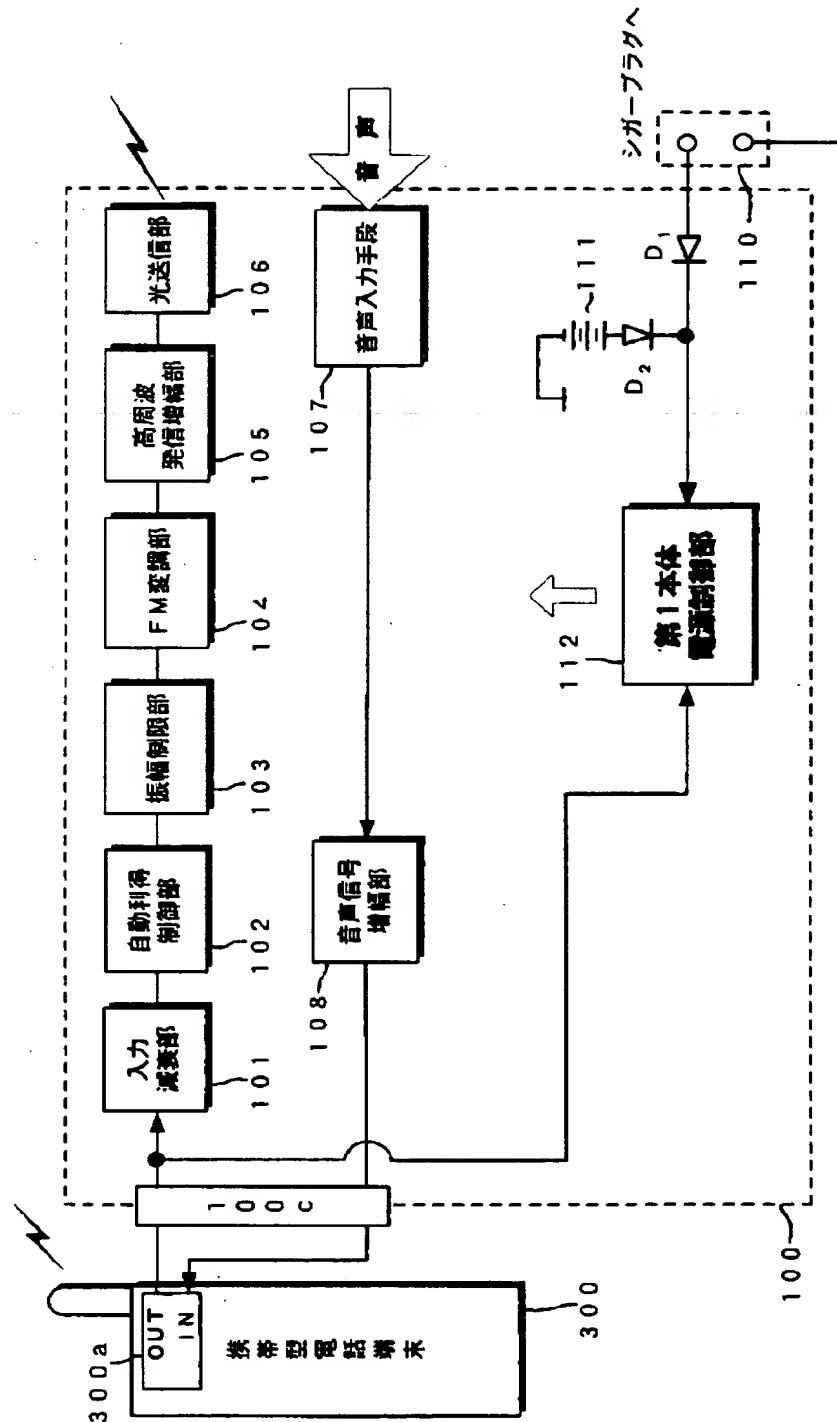 300a
OUT
IN
携帯型電話端末
300
100c
100
入力
減衰部
101
自動利得
制御部
102
振幅制限部
103
FM変調部
104
高周波
発信増幅部
105
光送信部
106
音声
音声入力手段
107
音声信号
増幅部
108
第1本体
電源制御部
112
111
D2
D1
110
シガープラグへ